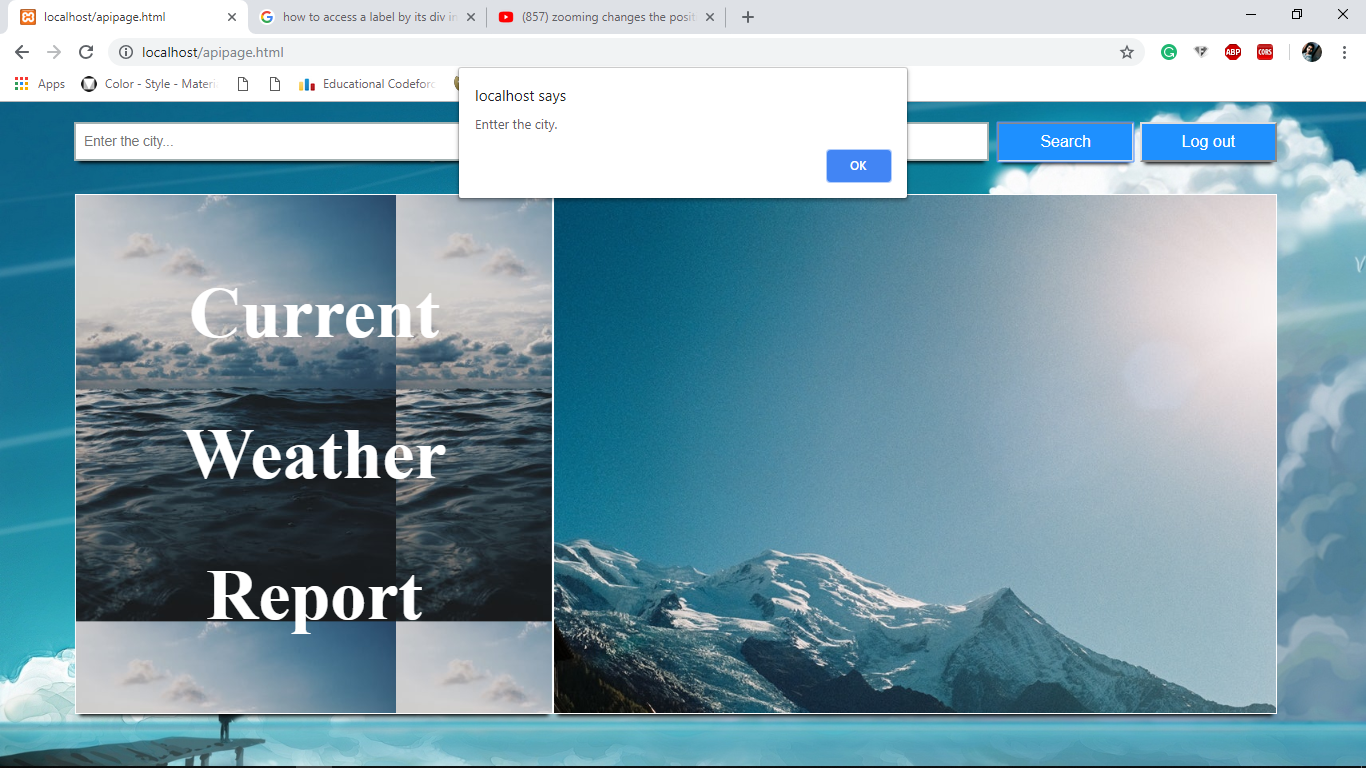 localhost/apipage.html
how to access a label by its div in
(857) zooming changes the posit
localhost/apipage.html
ABP
CORS
Apps
Color - Style - Materi
Educational Codeforc
localhost says
Entter the city.
OK
Enter the city...
Search
Log out
Current
Weather
Report